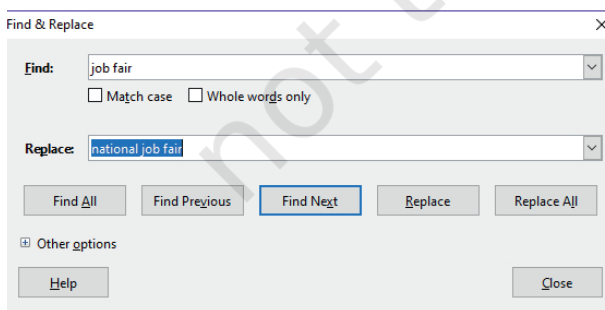 Find & Replace
Find: job fair
Match case Whole words only
Replace: national job fair
Find All Find Previous Find Next Replace Replace All
Other options
Help Close
not t